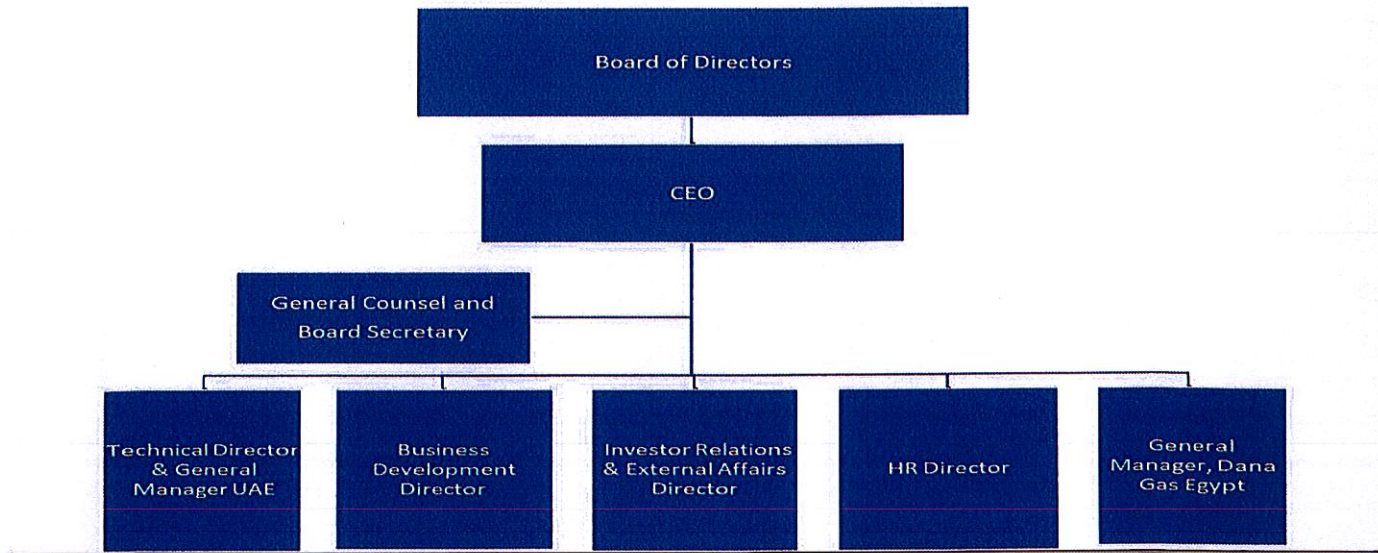 Board of Directors
CEO
General Counsel and
Board Secretary
Technical Director
& General
Manager UAE
Business
Development
Director
Investor Relations
& External Affairs
Director
HR Director
General
Manager, Dana
Gas Egypt